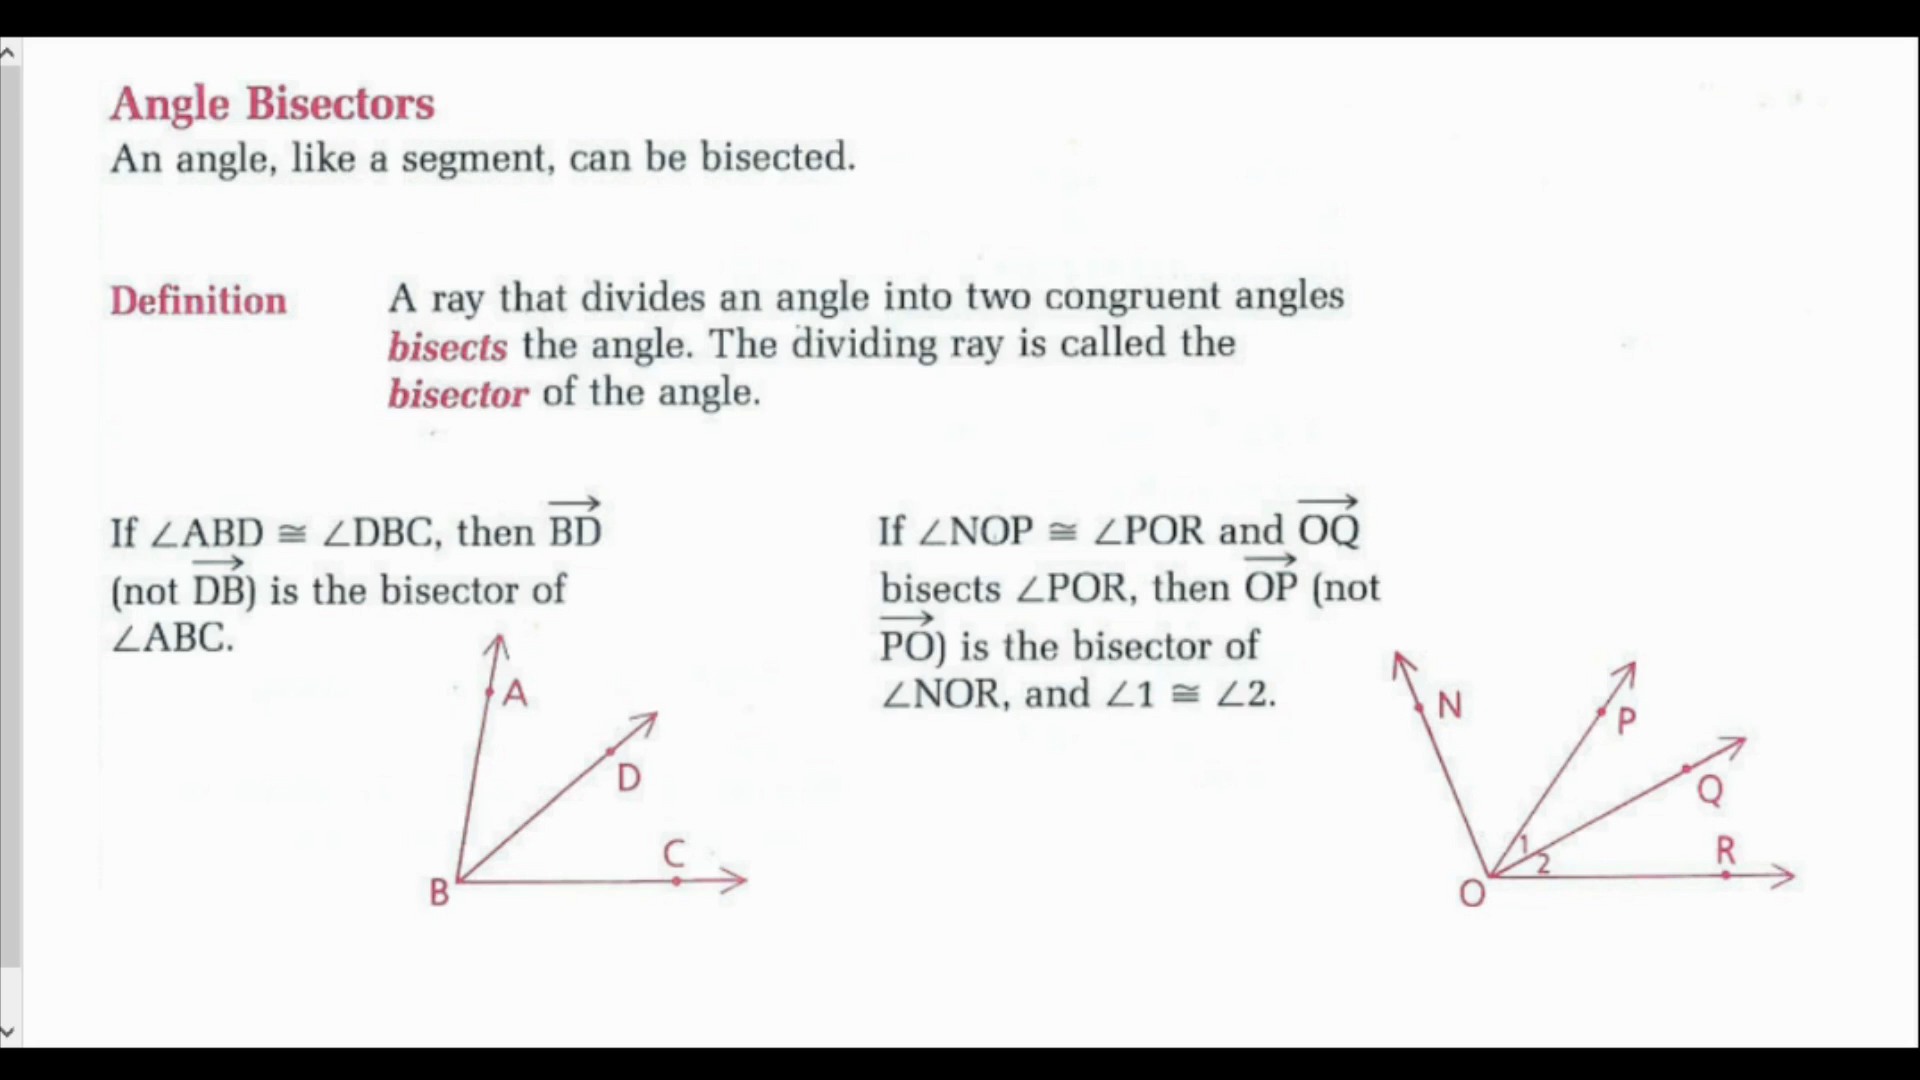 Angle Bisectors
An angle, like a segment, can be bisected.
Definition
A ray that divides an angle into two congruent angles
bisects the angle. The dividing ray is called the
bisector of the angle.
If ∠ABD ≅ ∠DBC, then B͞D⃗
(not DB⃗) is the bisector of
∠ABC.
A
D
C
B
If ∠NOP ≅ ∠POR and OQ⃗
bisects ∠POR, then OP⃗ (not
PO⃗) is the bisector of
∠NOR, and ∠1 ≅ ∠2.
N
P
Q
R
1
2
O